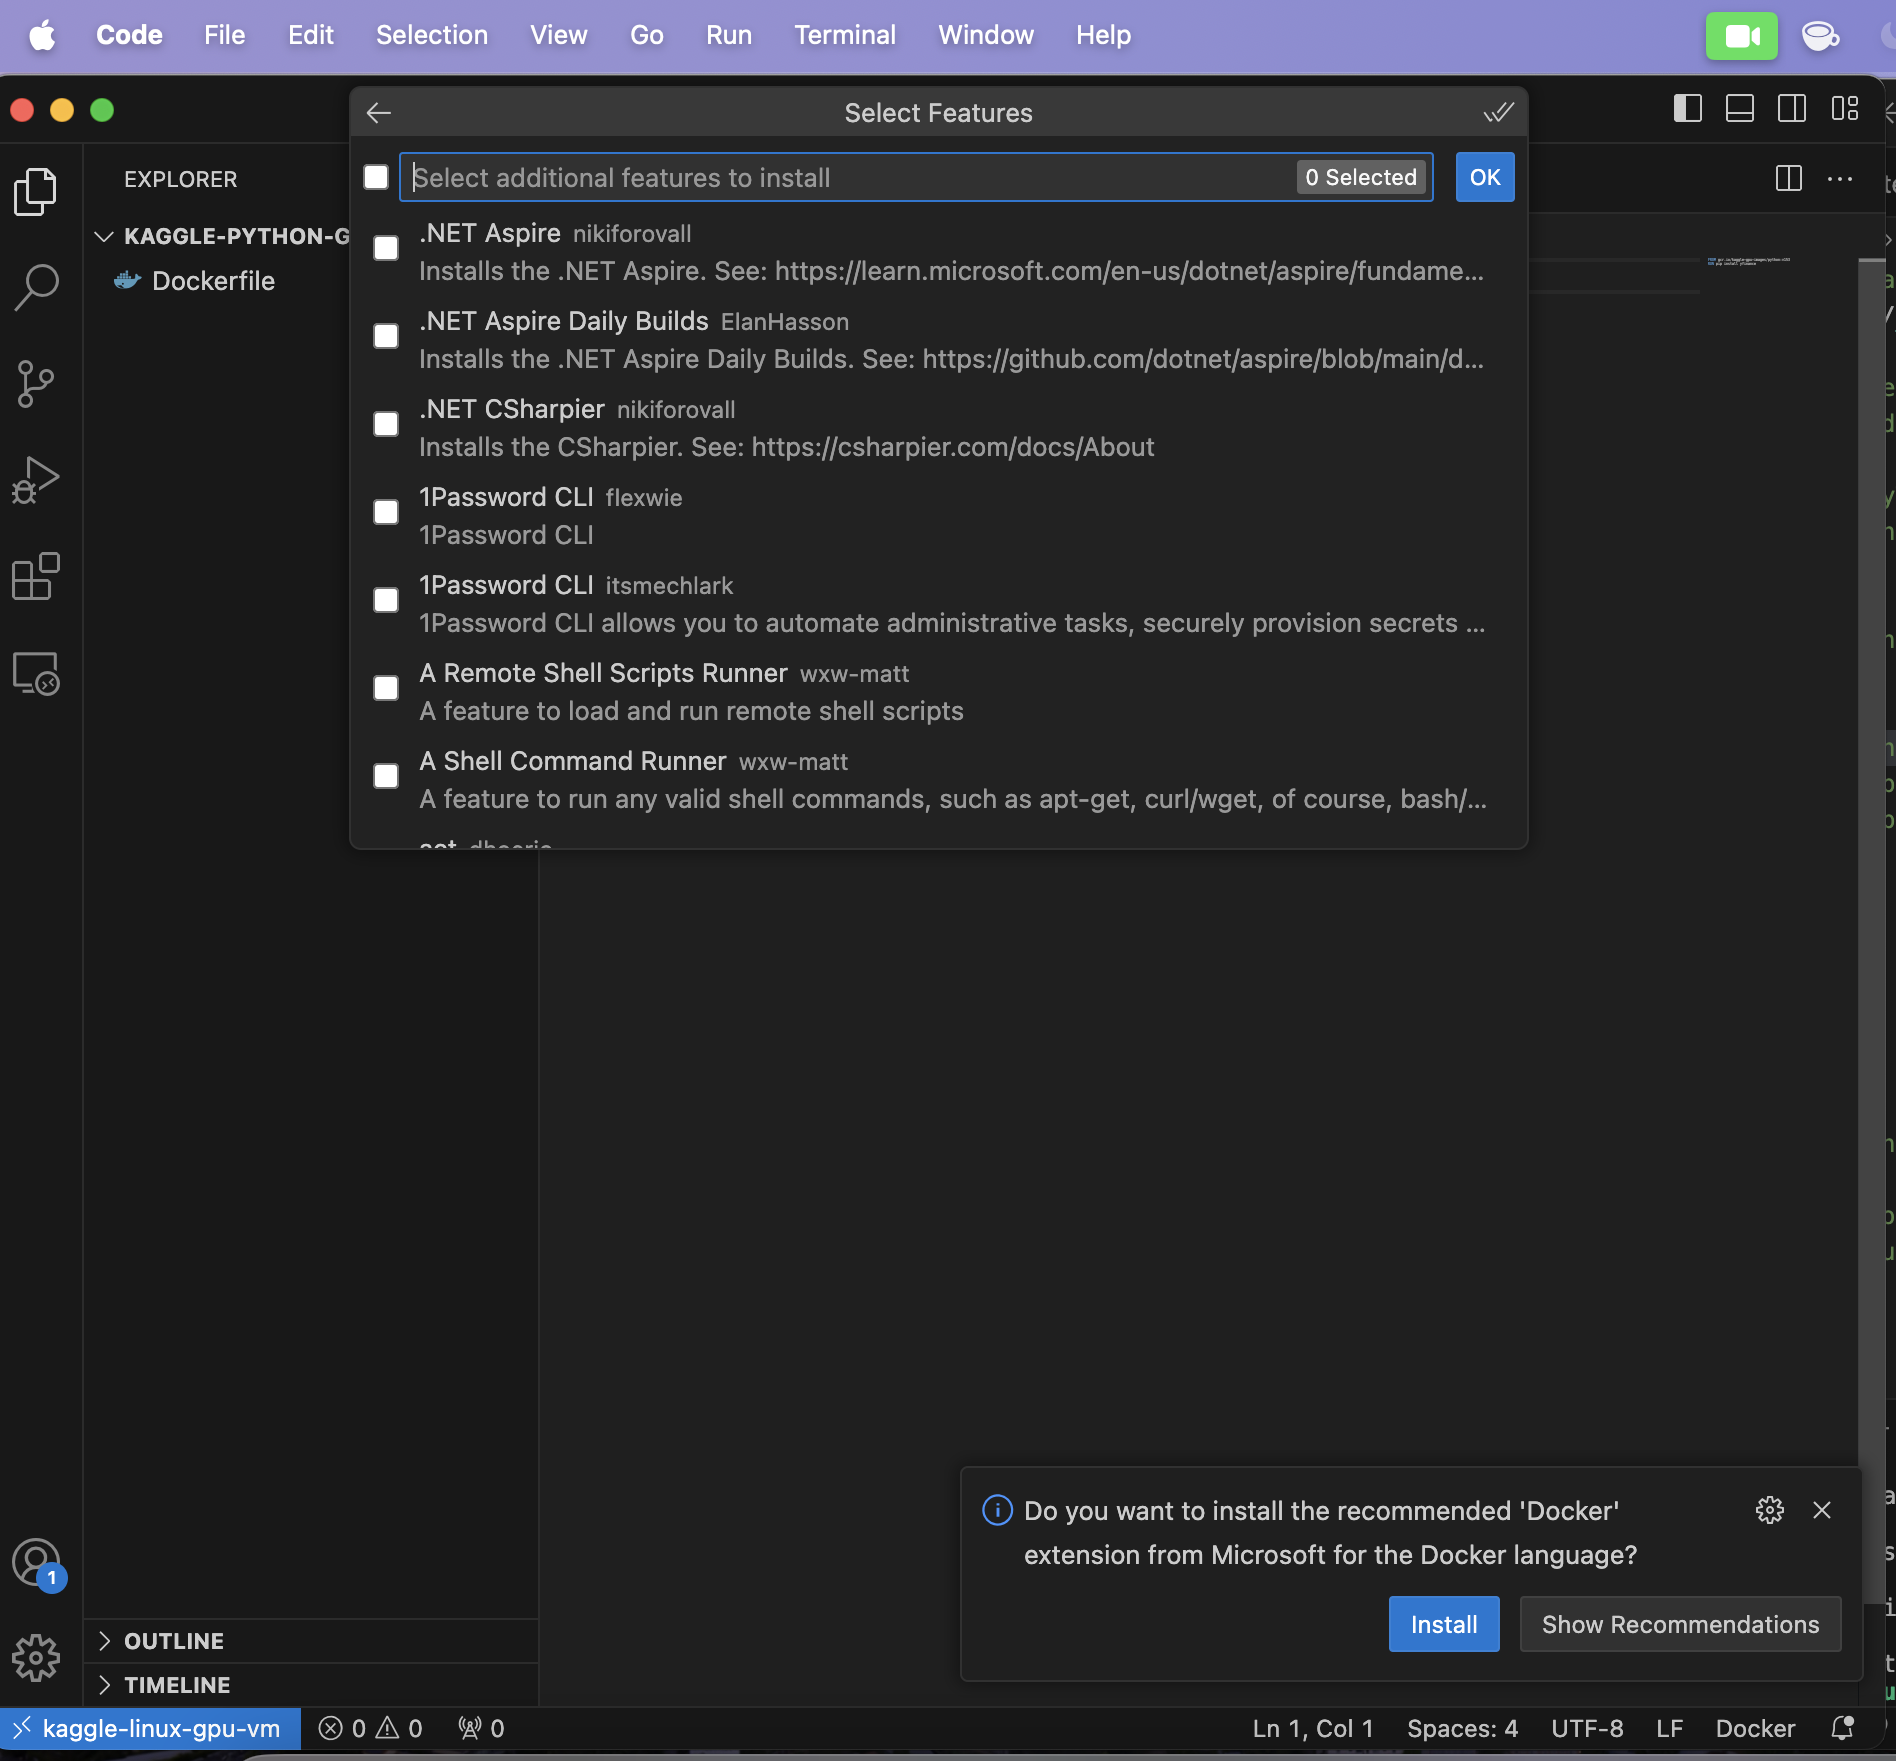 Code File Edit Selection View Go Run Terminal Window Help
Select Features
EXPLORER
Select additional features to install
0 Selected
OK
KAGGLE-PYTHON-G
Dockerfile
.NET Aspire nikiforovall
Installs the .NET Aspire. See: https://learn.microsoft.com/en-us/dotnet/aspire/fundame...
.NET Aspire Daily Builds ElanHasson
Installs the .NET Aspire Daily Builds. See: https://github.com/dotnet/aspire/blob/main/d...
.NET CSharpier nikiforovall
Installs the CSharpier. See: https://csharpier.com/docs/About
1Password CLI flexwie
1Password CLI
1Password CLI itsmechlark
1Password CLI allows you to automate administrative tasks, securely provision secrets ...
A Remote Shell Scripts Runner wxw-matt
A feature to load and run remote shell scripts
A Shell Command Runner wxw-matt
A feature to run any valid shell commands, such as apt-get, curl/wget, of course, bash/...
Do you want to install the recommended 'Docker'
extension from Microsoft for the Docker language?
Install
Show Recommendations
1
OUTLINE
TIMELINE
kaggle-linux-gpu-vm 0 0 0 Ln 1, Col 1 Spaces: 4 UTF-8 LF Docker